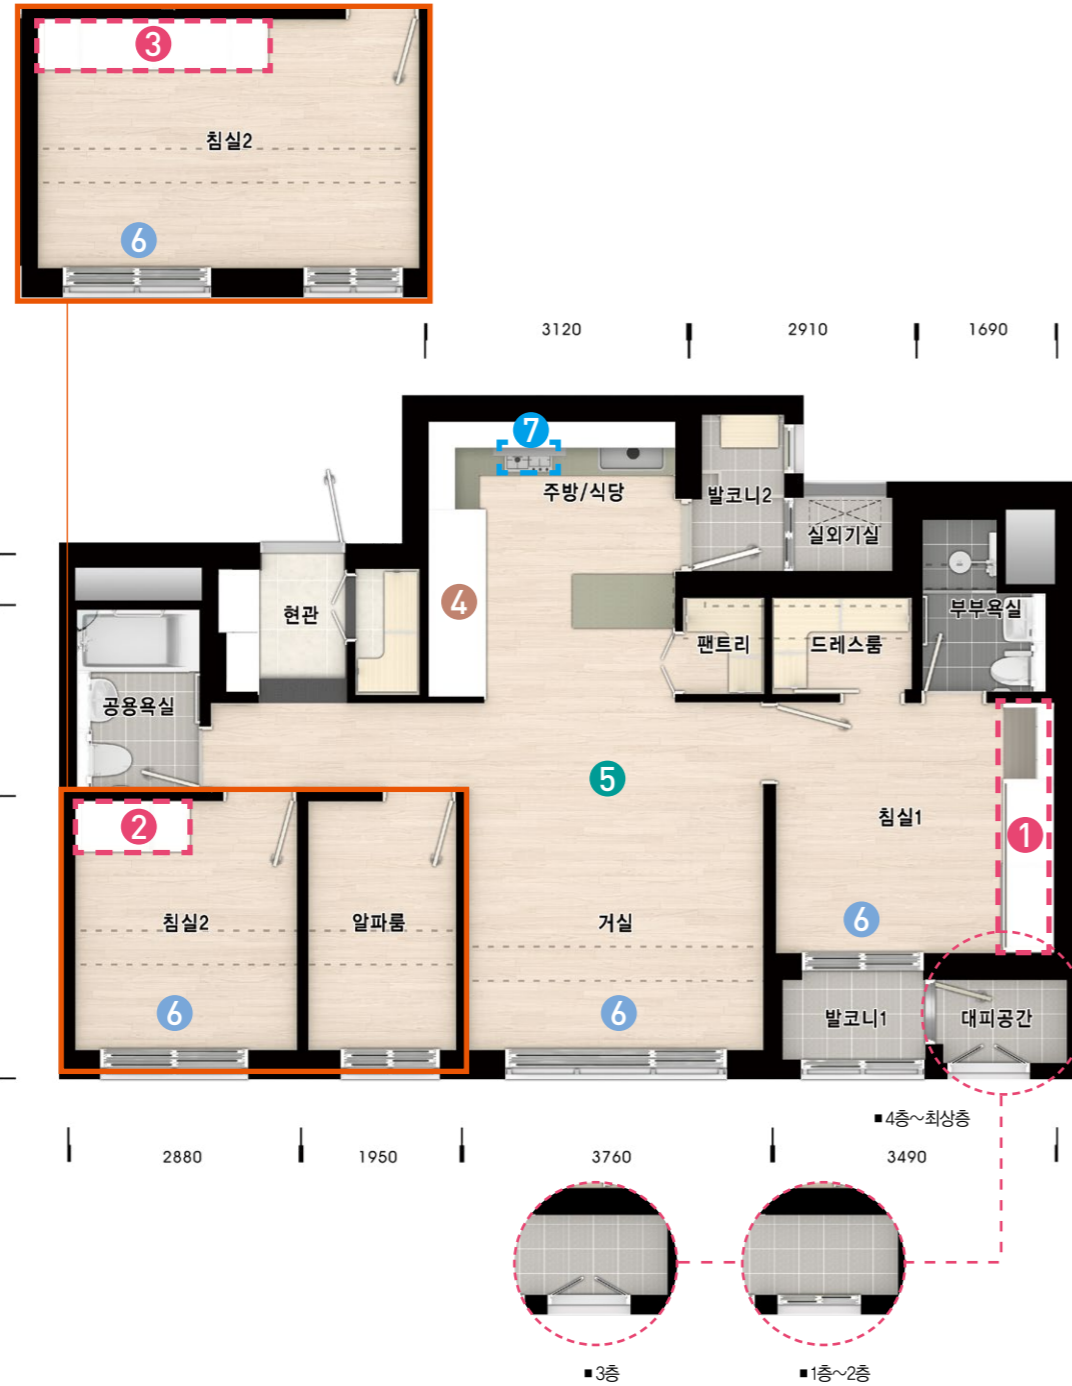 3
침실2
6
3120
2910
1690
7
주방/식당
발코니2
실외기실
4
현관
팬트리
드레스룸
부부욕실
공용욕실
5
2
침실1
1
침실2
알파룸
거실
6
6
6
발코니1
대피공간
■ 4층~최상층
2880
1950
3760
3490
■ 3층
■ 1층~2층